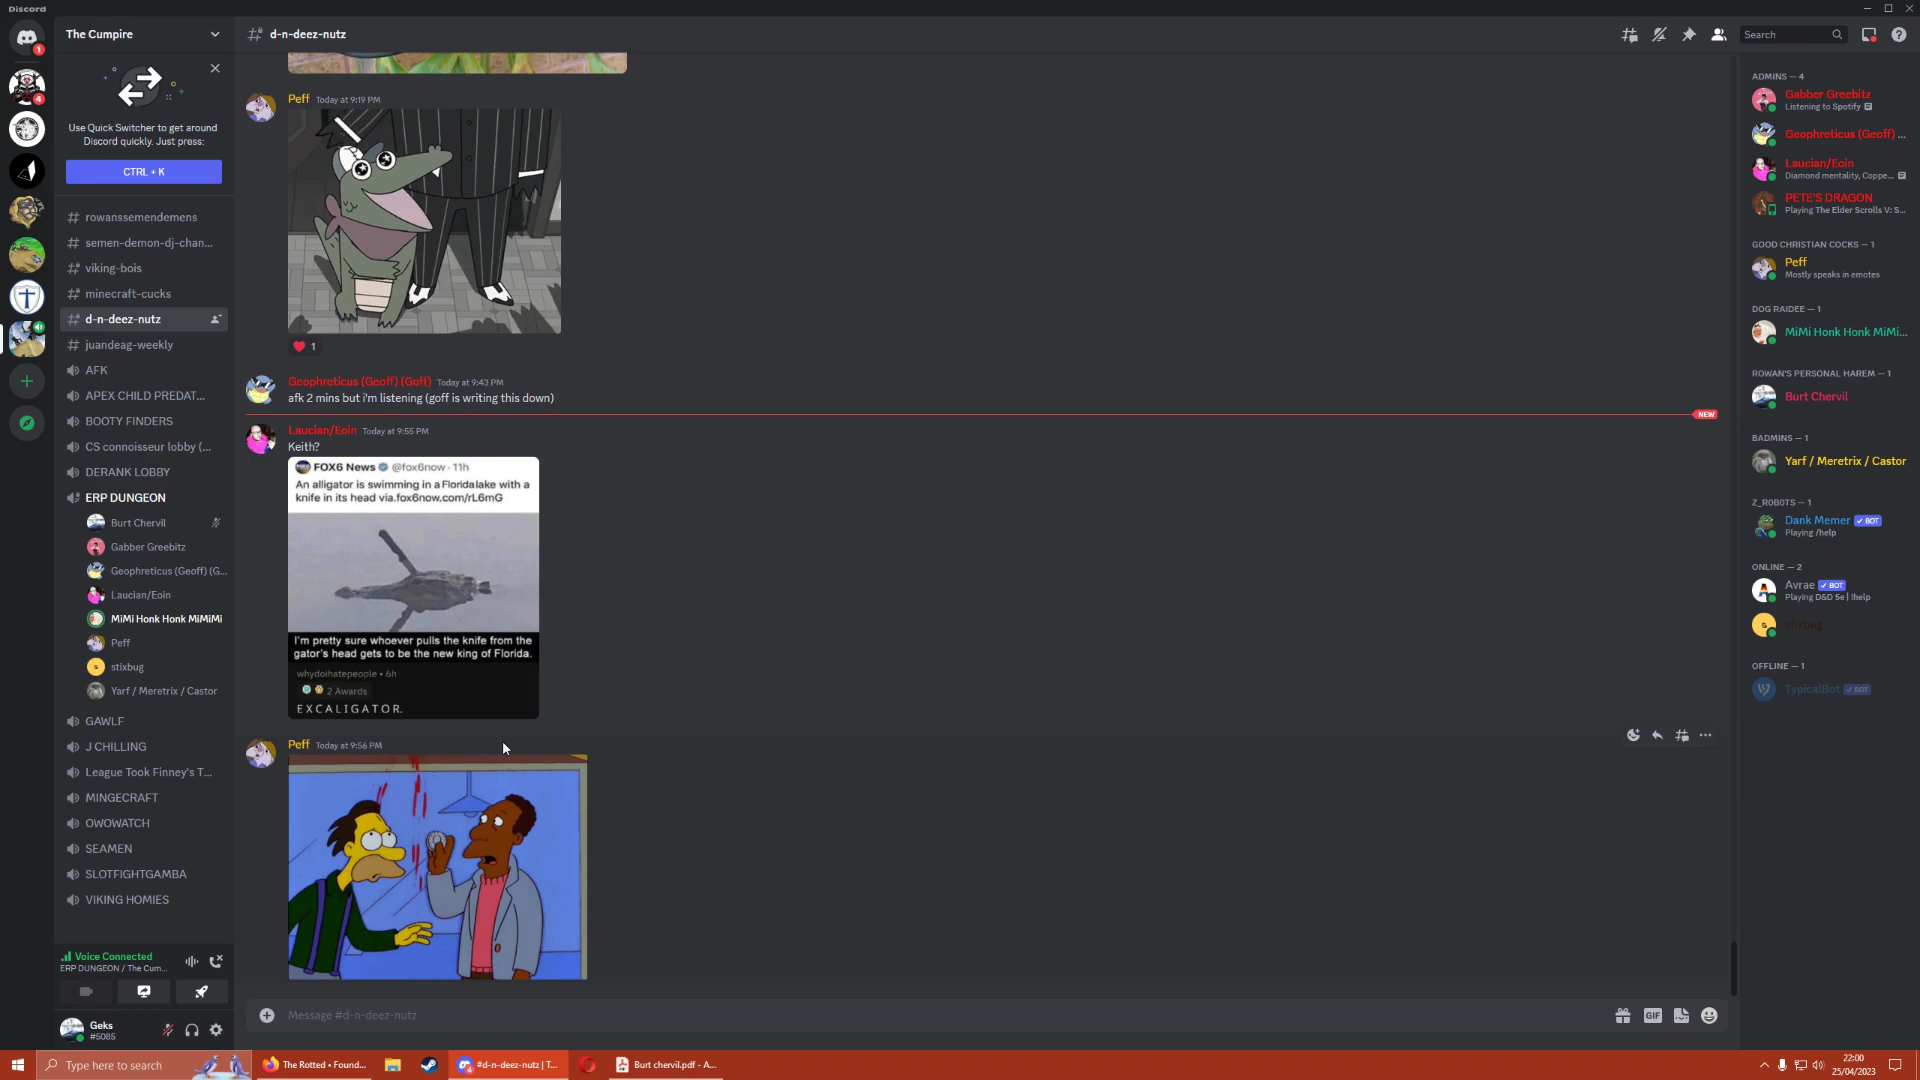 Discord
The Cumpire
d-n-deez-nutz
Search
1
4
Use Quick Switcher to get around
Discord quickly. Just press:
CTRL + K
rowanssemendemens
semen-demon-dj-chan...
viking-bois
minecraft-cucks
d-n-deez-nutz
juandeag-weekly
AFK
APEX CHILD PREDAT...
BOOTY FINDERS
CS connoisseur lobby (...
DERANK LOBBY
ERP DUNGEON
Burt Chervil
Gabber Greebitz
Geophreticus (Geoff) (G...
Laucian/Eoin
MiMi Honk Honk MiMiMi
Peff
stixbug
Yarf / Meretrix / Castor
GAWLF
J CHILLING
League Took Finney's T...
MINGECRAFT
OWOWATCH
SEAMEN
SLOTFIGHTGAMBA
VIKING HOMIES
Voice Connected
ERP DUNGEON / The Cum...
Geks
#5085
Peff Today at 9:19 PM
1
Geophreticus (Geoff) (Goff) Today at 9:43 PM
afk 2 mins but i'm listening (goff is writing this down)
NEW
Laucian/Eoin Today at 9:55 PM
Keith?
FOX6 News @fox6now · 11h
An alligator is swimming in a Florida lake with a
knife in its head via.fox6now.com/rL6mG
I'm pretty sure whoever pulls the knife from the
gator's head gets to be the new king of Florida.
whydoihatepeople • 6h
2 Awards
EXCALIGATOR.
Peff Today at 9:56 PM
Message #d-n-deez-nutz
GIF
ADMINS — 4
Gabber Greebitz
Listening to Spotify
Geophreticus (Geoff) ...
Laucian/Eoin
Diamond mentality, Coppe...
PETE'S DRAGON
Playing The Elder Scrolls V: S...
GOOD CHRISTIAN COCKS — 1
Peff
Mostly speaks in emotes
DOG RAIDEE — 1
MiMi Honk Honk MiMi...
ROWAN'S PERSONAL HAREM — 1
Burt Chervil
BADMINS — 1
Yarf / Meretrix / Castor
Z_ROBOTS — 1
Dank Memer ✓ BOT
Playing /help
ONLINE — 2
Avrae ✓ BOT
Playing D&D 5e | !help
stixbug
OFFLINE — 1
TypicalBot ✓ BOT
Type here to search
The Rotted • Found...
#d-n-deez-nutz | T...
Burt chervil.pdf - A...
22:00
25/04/2023